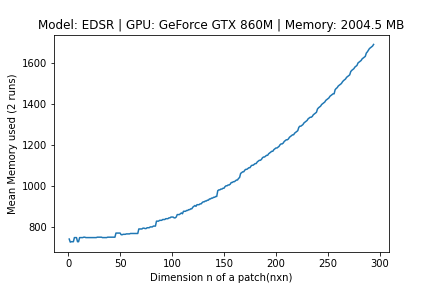 Model: EDSR | GPU: GeForce GTX 860M | Memory: 2004.5 MB
Mean Memory used (2 runs)
1600
1400
1200
1000
800
0 50 100 150 200 250 300
Dimension n of a patch(nxn)